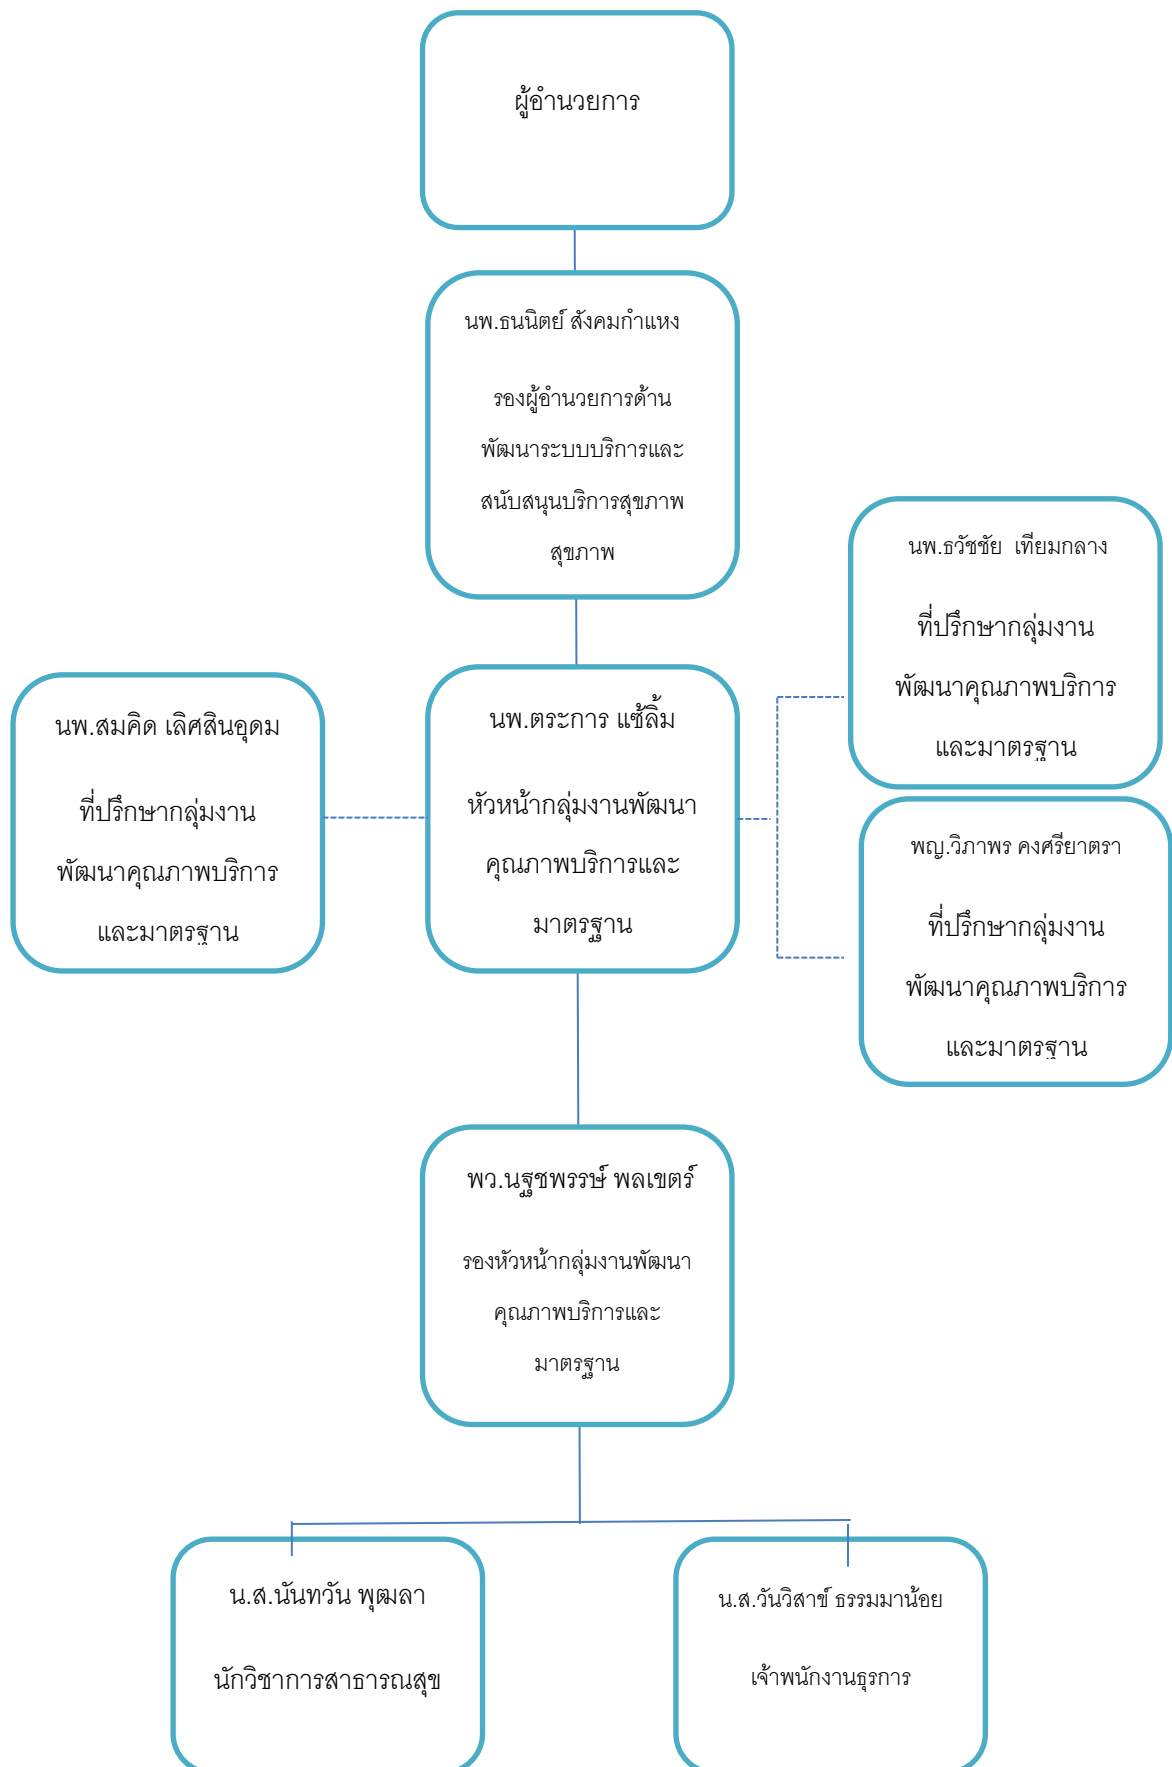 ผู้อำนวยการ
นพ.ธนนิตย์ สังคมกำแหง
รองผู้อำนวยการด้าน
พัฒนาระบบบริการและ
สนับสนุนบริการสุขภาพ
สุขภาพ
นพ.ธวัชชัย เทียมกลาง
ที่ปรึกษากลุ่มงาน
พัฒนาคุณภาพบริการ
และมาตรฐาน
นพ.สมคิด เลิศสินอุดม
ที่ปรึกษากลุ่มงาน
พัฒนาคุณภาพบริการ
และมาตรฐาน
นพ.ตระการ แซ้ลิ้ม
หัวหน้ากลุ่มงานพัฒนา
คุณภาพบริการและ
มาตรฐาน
พญ.วิภาพร คงศรียาตรา
ที่ปรึกษากลุ่มงาน
พัฒนาคุณภาพบริการ
และมาตรฐาน
พว.นฐชพรรษ์ พลเขตร์
รองหัวหน้ากลุ่มงานพัฒนา
คุณภาพบริการและ
มาตรฐาน
น.ส.นันทวัน พุฒลา
นักวิชาการสาธารณสุข
น.ส.วันวิสาข์ ธรรมมาน้อย
เจ้าพนักงานธุรการ